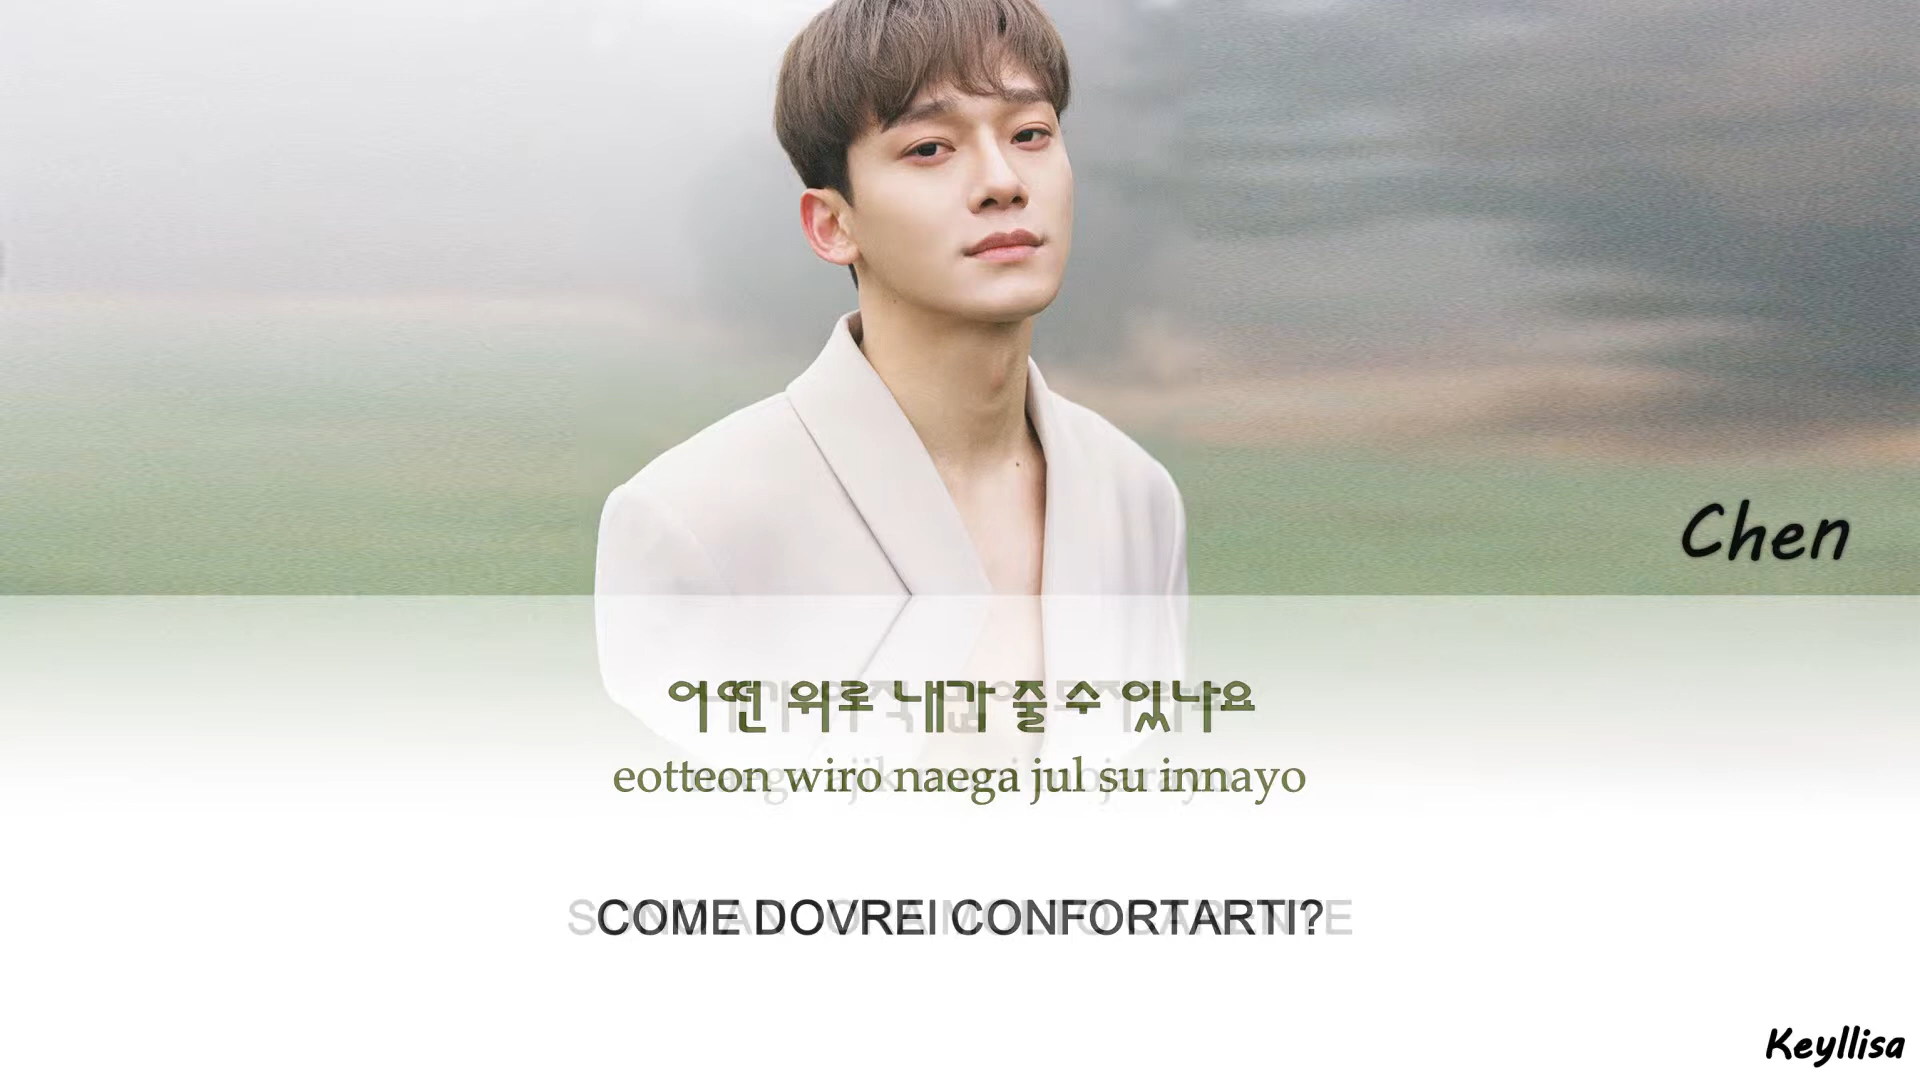 Chen
어떤 위로 내가 줄 수 있나요
eotteon wiro naega jul su innayo
COME DOVREI CONFORTARTI?
Keyllisa